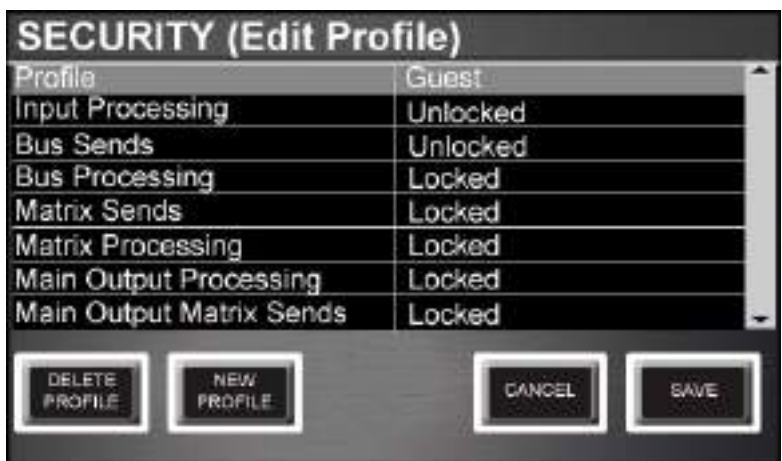 SECURITY (Edit Profile)
Profile Guest
Input Processing Unlocked
Bus Sends Unlocked
Bus Processing Locked
Matrix Sends Locked
Matrix Processing Locked
Main Output Processing Locked
Main Output Matrix Sends Locked
DELETE PROFILE NEW PROFILE CANCEL SAVE